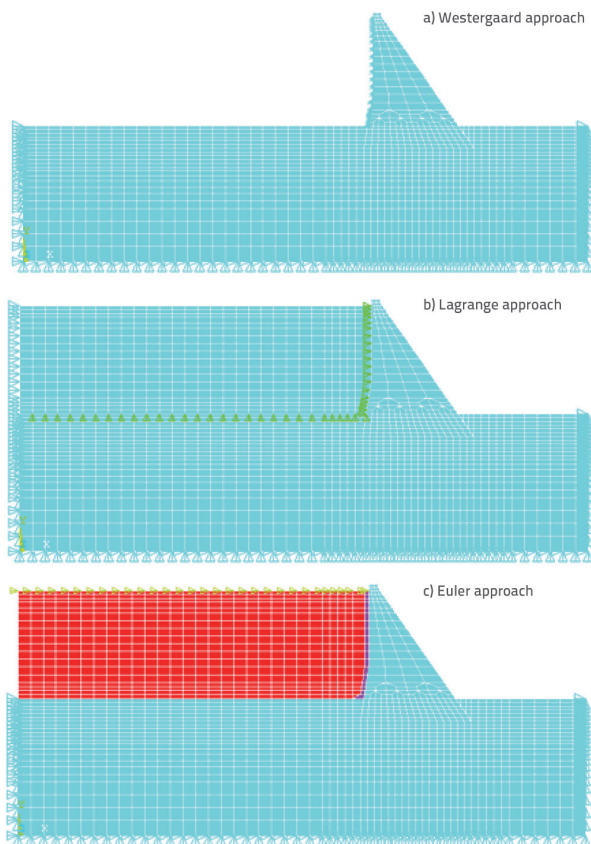 a) Westergaard approach
X
b) Lagrange approach
X
c) Euler approach
X